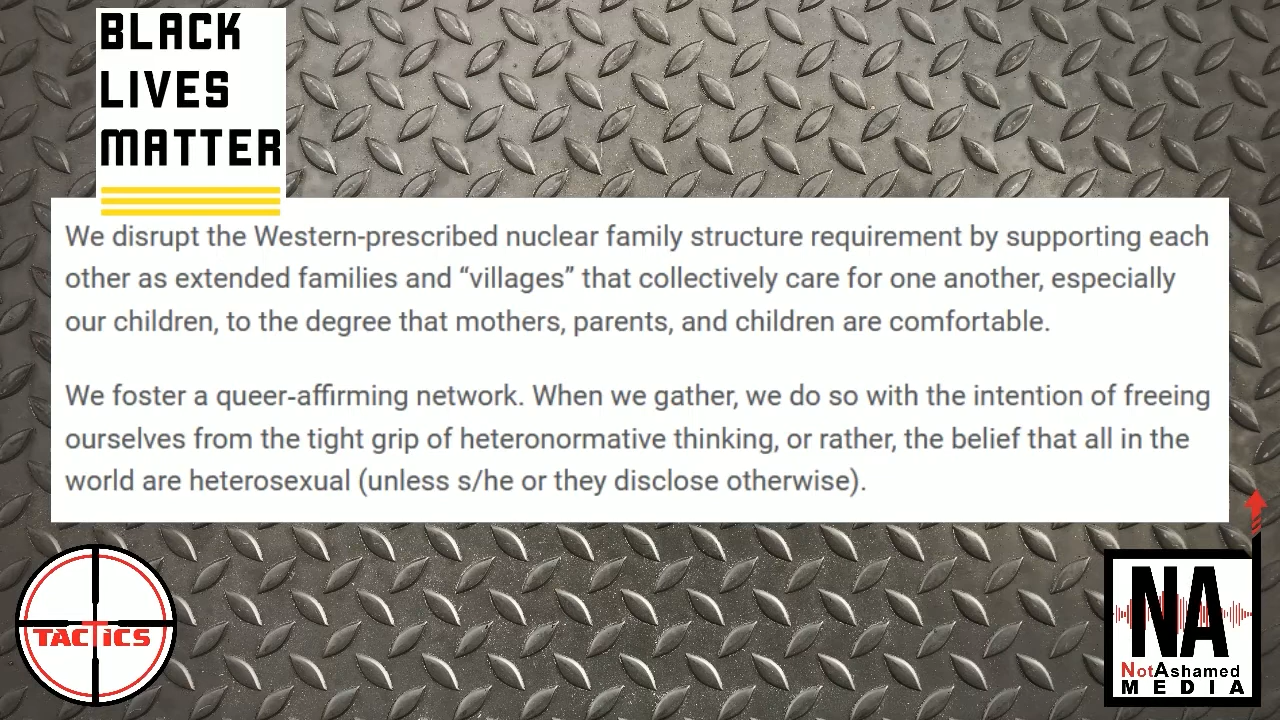 BLACK
LIVES
MATTER
We disrupt the Western-prescribed nuclear family structure requirement by supporting each
other as extended families and “villages” that collectively care for one another, especially
our children, to the degree that mothers, parents, and children are comfortable.
We foster a queer-affirming network. When we gather, we do so with the intention of freeing
ourselves from the tight grip of heteronormative thinking, or rather, the belief that all in the
world are heterosexual (unless s/he or they disclose otherwise).
TACTICS
NA
NotAshamed
MEDIA